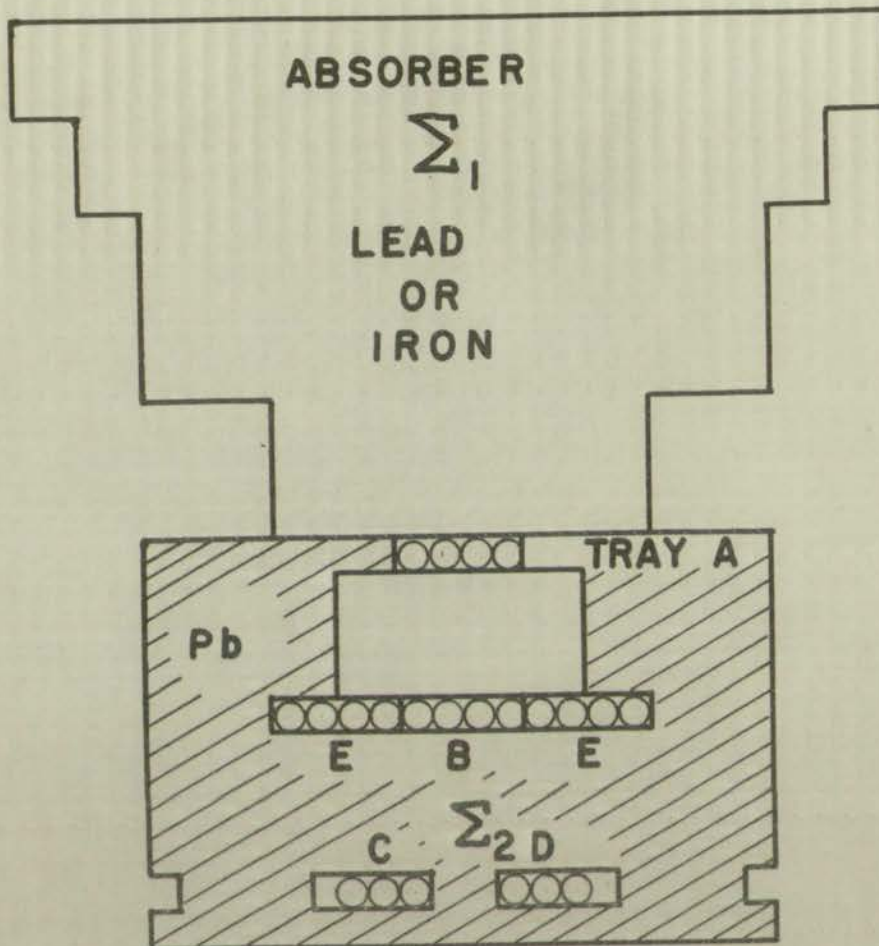 ABSORBER
Σ₁
LEAD
OR
IRON
TRAY A
Pb
E B E
Σ₂
C D